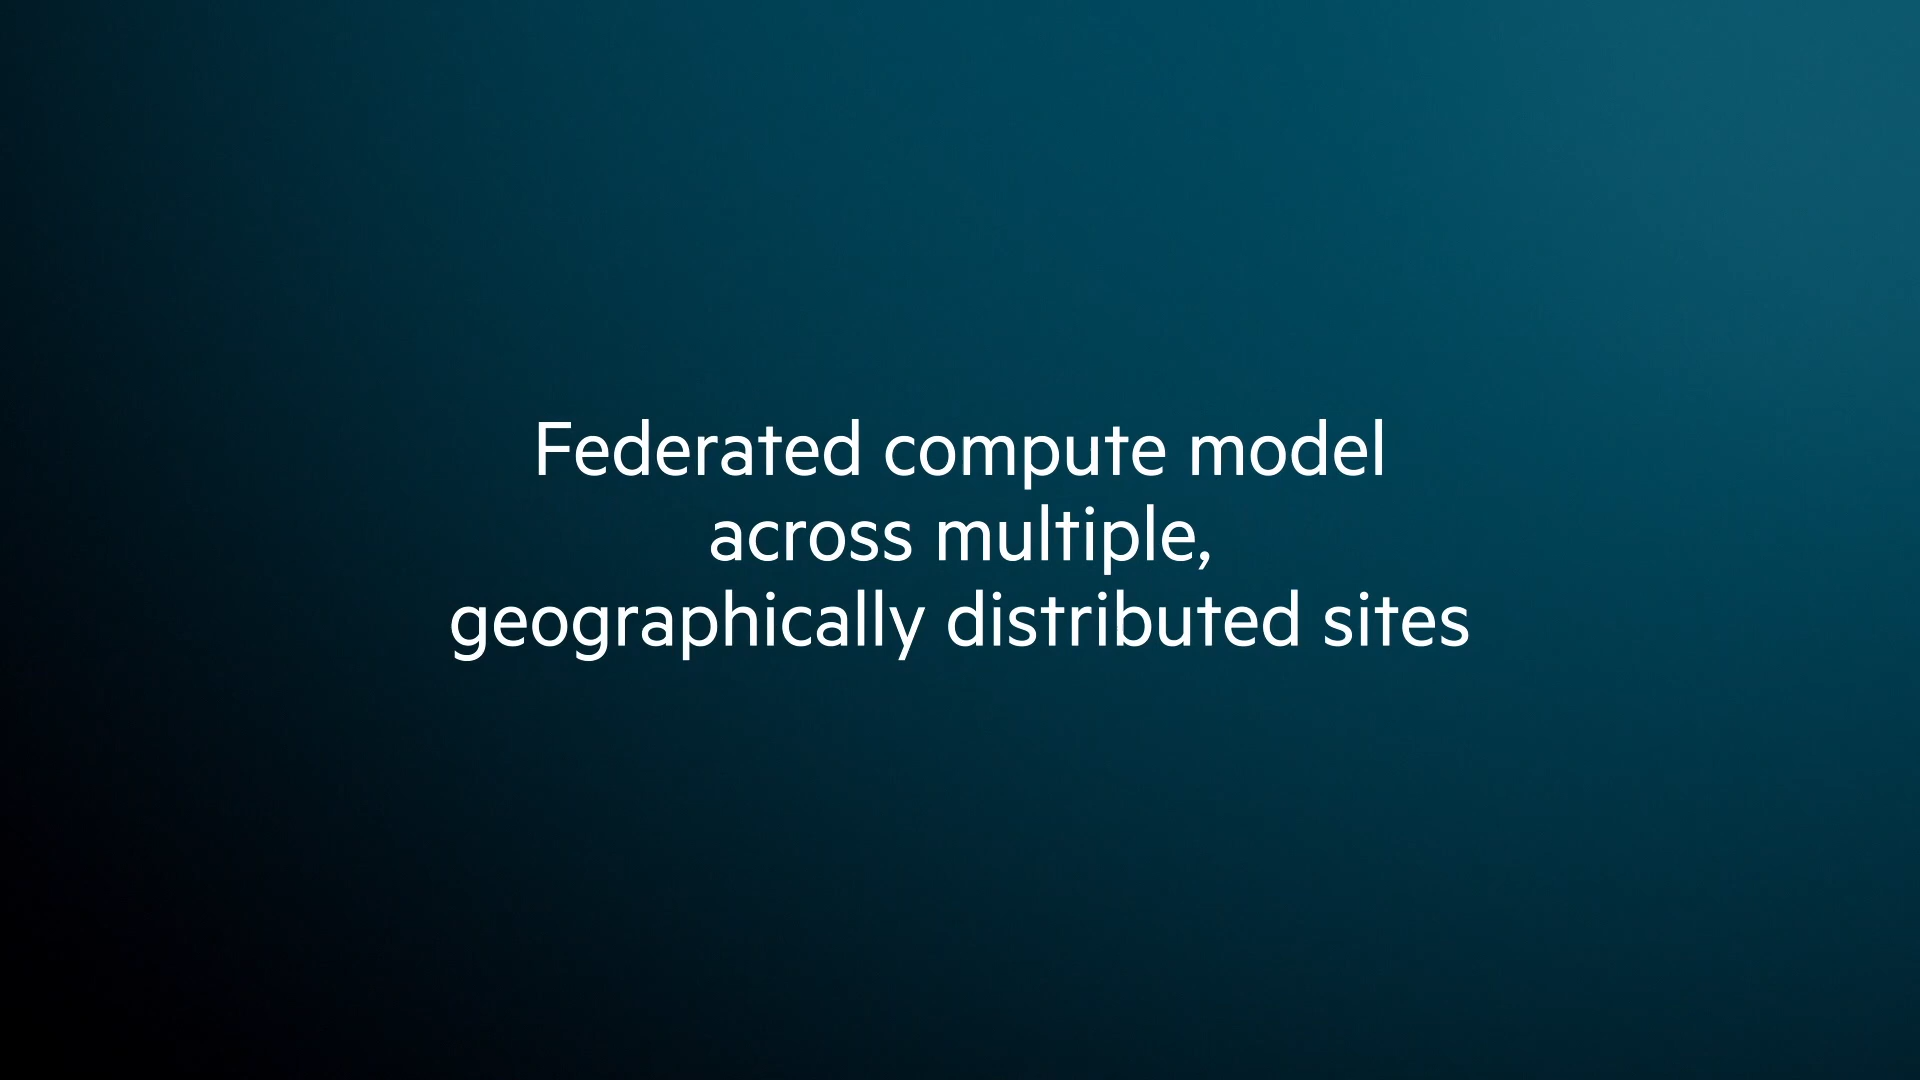 Federated compute model
across multiple,
geographically distributed sites